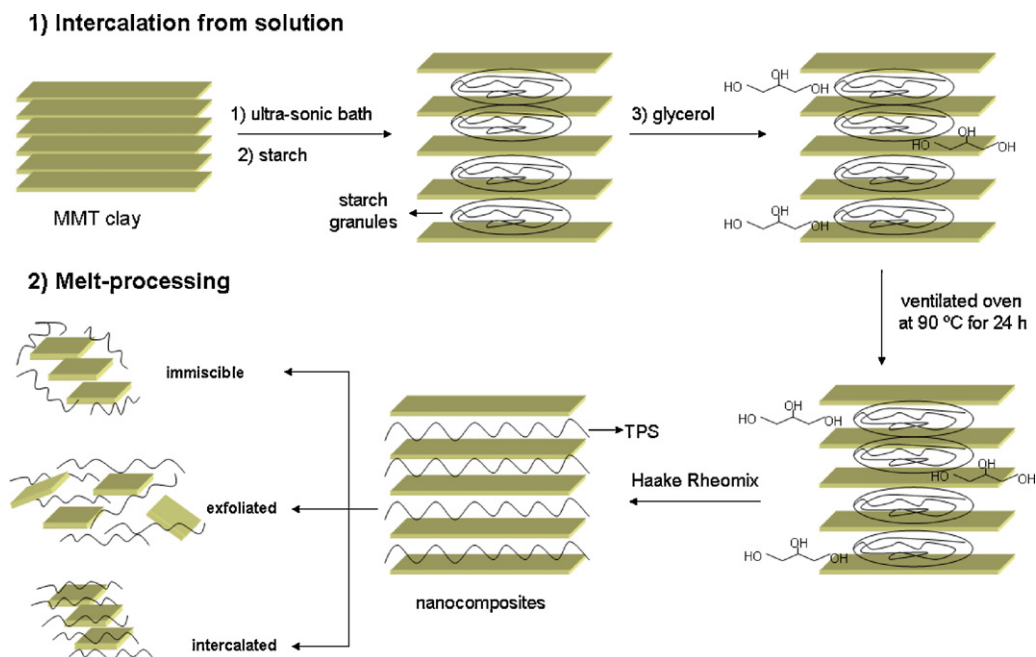 1) Intercalation from solution
MMT clay
1) ultra-sonic bath
2) starch
starch
granules
3) glycerol
HO
OH
OH
HO
OH
OH
HO
OH
OH
ventilated oven
at 90 ºC for 24 h
2) Melt-processing
immiscible
exfoliated
intercalated
TPS
nanocomposites
Haake Rheomix
HO
OH
OH
HO
OH
OH
HO
OH
OH